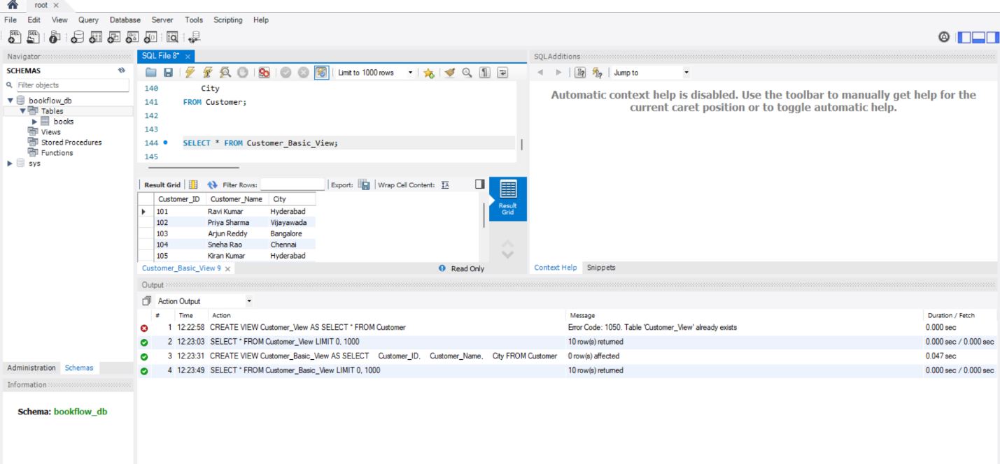 root ×
File Edit View Query Database Server Tools Scripting Help
Navigator
SCHEMAS
Filter objects
bookflow_db
Tables
books
Views
Stored Procedures
Functions
sys
Administration Schemas
Information
Schema: bookflow_db
SQL File 8* ×
Limit to 1000 rows
140 City
141 FROM Customer;
142
143
144 SELECT * FROM Customer_Basic_View;
145
Result Grid Filter Rows: Export: Wrap Cell Content:
Customer_ID Customer_Name City
101 Ravi Kumar Hyderabad
102 Priya Sharma Vijayawada
103 Arjun Reddy Bangalore
104 Sneha Rao Chennai
105 Kiran Kumar Hyderabad
Result
Grid
Customer_Basic_View 9 × Read Only
SQLAdditions
Jump to
Automatic context help is disabled. Use the toolbar to manually get help for the
current caret position or to toggle automatic help.
Context Help Snippets
Output
Action Output
# Time Action Message Duration / Fetch
1 12:22:58 CREATE VIEW Customer_View AS SELECT * FROM Customer Error Code: 1050. Table 'Customer_View' already exists 0.000 sec
2 12:23:03 SELECT * FROM Customer_View LIMIT 0, 1000 10 row(s) returned 0.000 sec / 0.000 sec
3 12:23:31 CREATE VIEW Customer_Basic_View AS SELECT Customer_ID, Customer_Name, City FROM Customer 0 row(s) affected 0.047 sec
4 12:23:49 SELECT * FROM Customer_Basic_View LIMIT 0, 1000 10 row(s) returned 0.000 sec / 0.000 sec